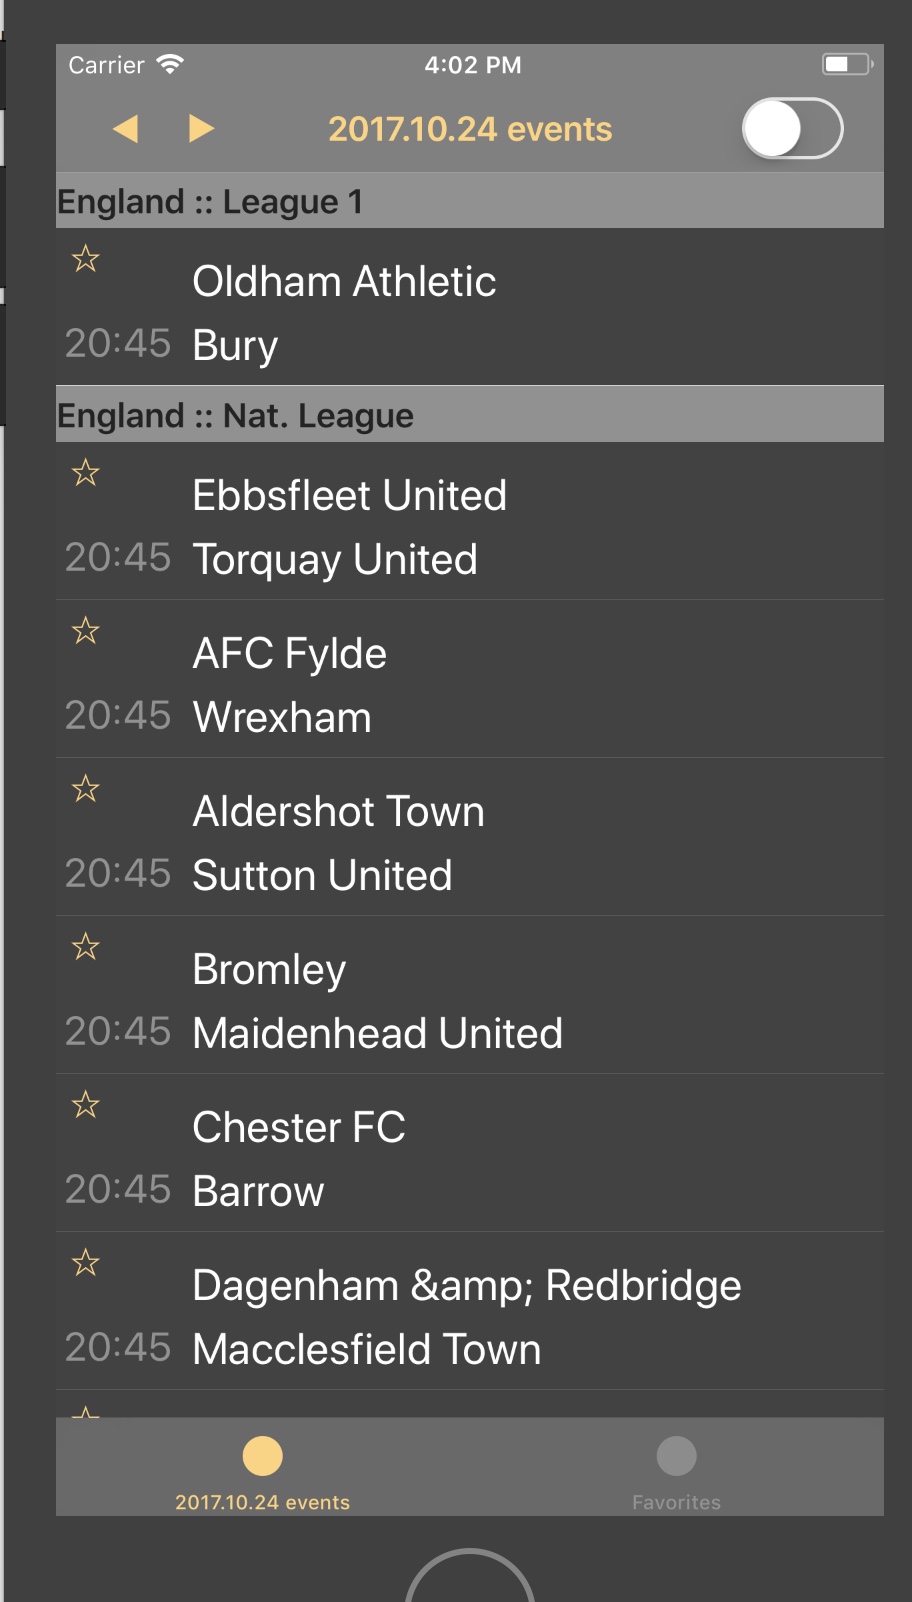 Carrier 4:02 PM
2017.10.24 events
England :: League 1
Oldham Athletic
20:45 Bury
England :: Nat. League
Ebbsfleet United
20:45 Torquay United
AFC Fylde
20:45 Wrexham
Aldershot Town
20:45 Sutton United
Bromley
20:45 Maidenhead United
Chester FC
20:45 Barrow
Dagenham &amp; Redbridge
20:45 Macclesfield Town
2017.10.24 events Favorites